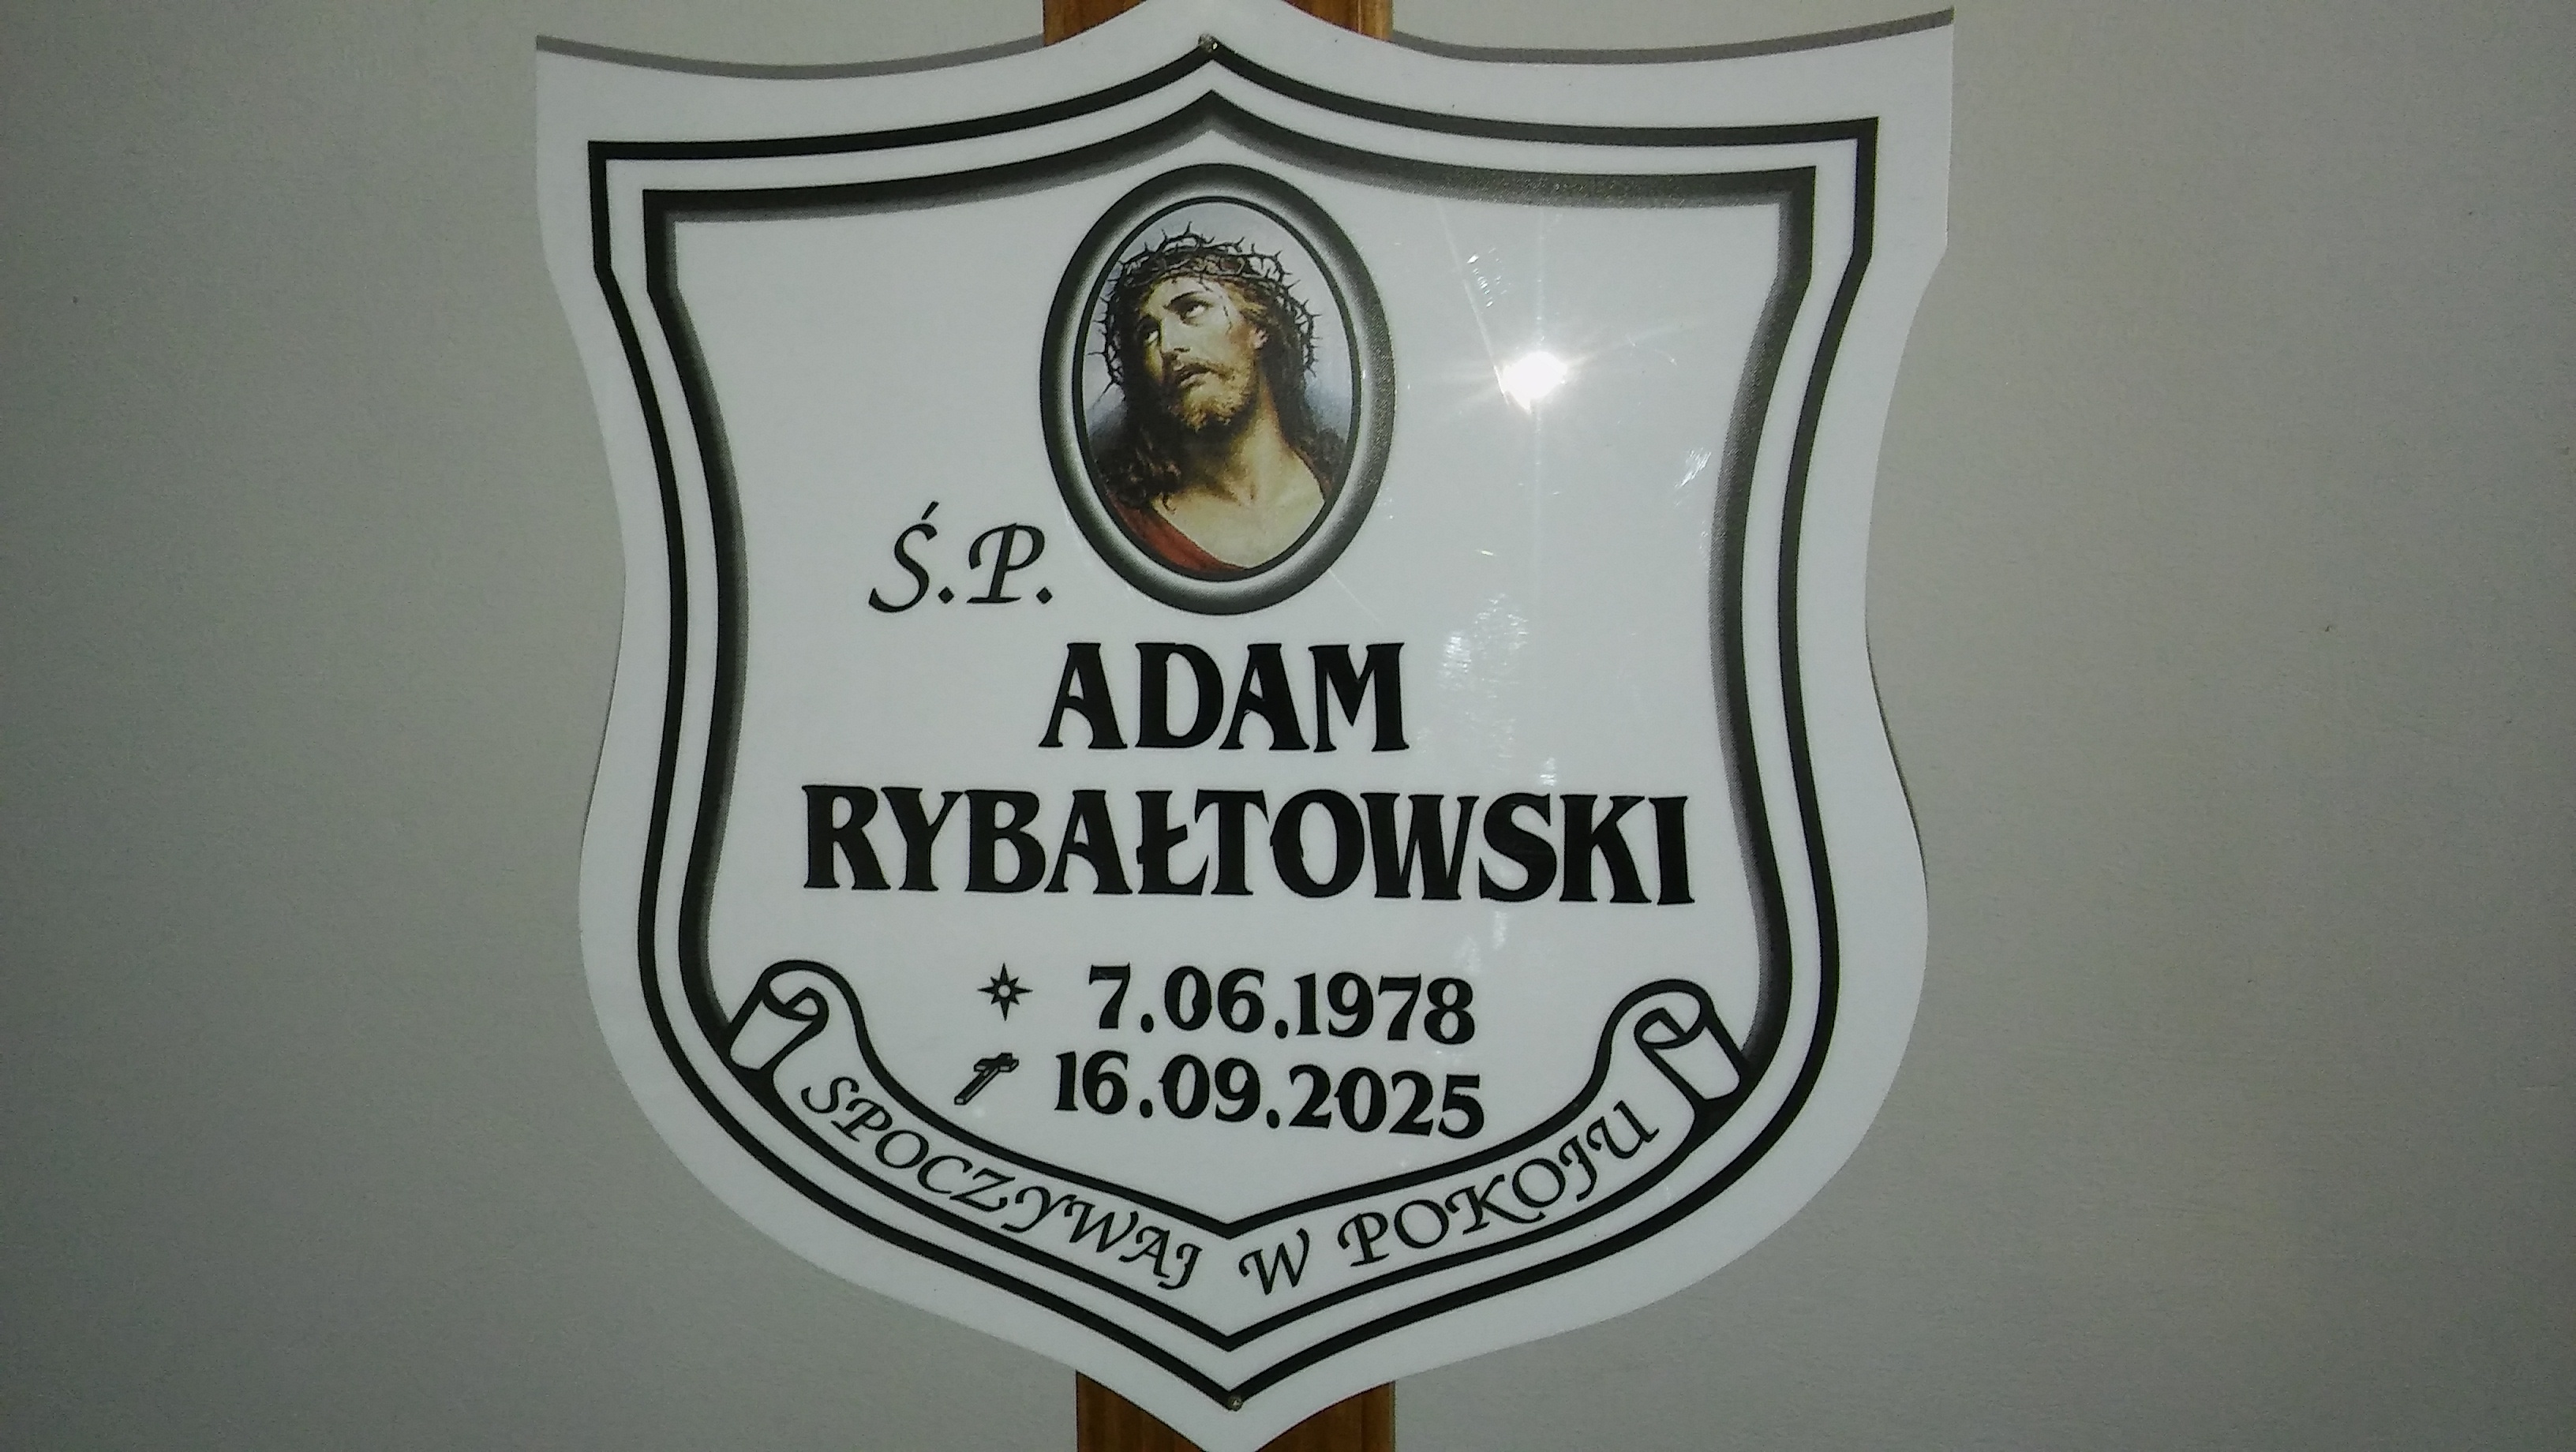 Ś.P.
ADAM
RYBAŁTOWSKI
7.06.1978
16.09.2025
SPOCZYWAJ W POKOJU